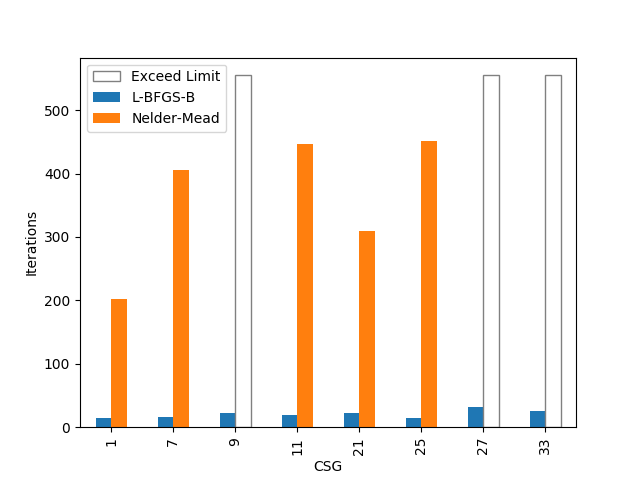 Exceed Limit
L-BFGS-B
Nelder-Mead
500
400
300
200
100
0
Iterations
1
7
9
11
21
25
27
33
CSG